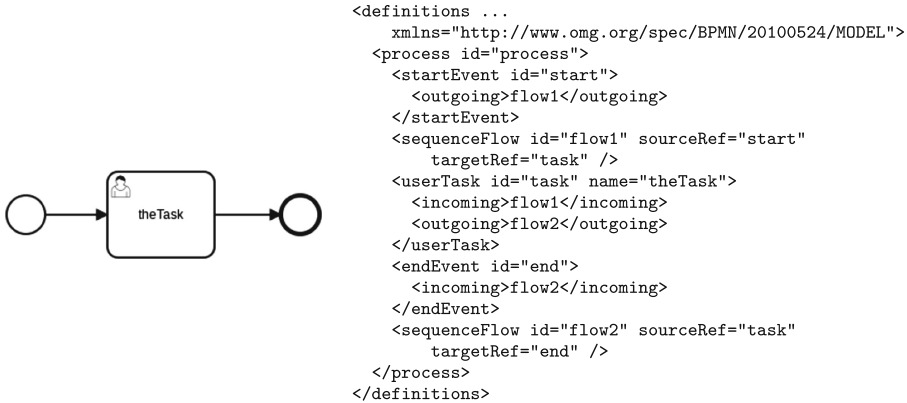 theTask
<definitions ...
xmlns="http://www.omg.org/spec/BPMN/20100524/MODEL">
<process id="process">
<startEvent id="start">
<outgoing>flow1</outgoing>
</startEvent>
<sequenceFlow id="flow1" sourceRef="start"
targetRef="task" />
<userTask id="task" name="theTask">
<incoming>flow1</incoming>
<outgoing>flow2</outgoing>
</userTask>
<endEvent id="end">
<incoming>flow2</incoming>
</endEvent>
<sequenceFlow id="flow2" sourceRef="task"
targetRef="end" />
</process>
</definitions>